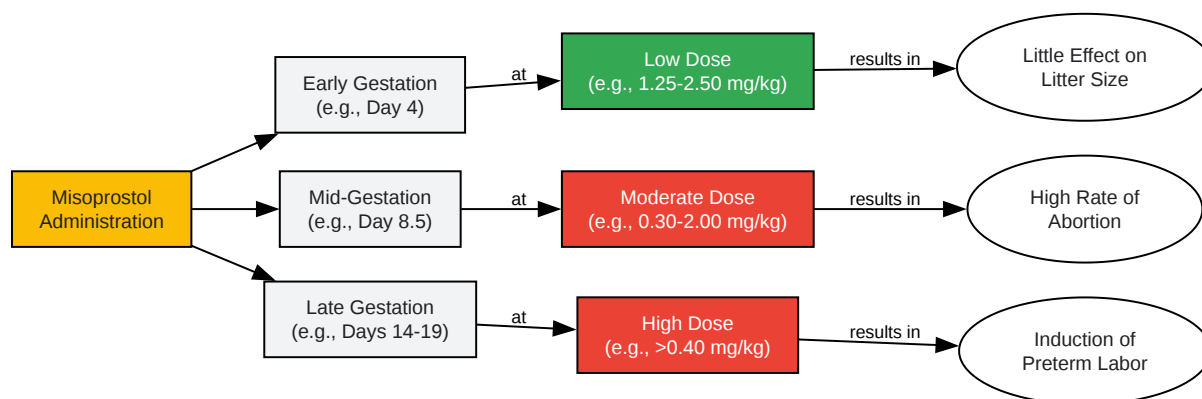 Misoprostol
Administration
Early Gestation
(e.g., Day 4)
at
Low Dose
(e.g., 1.25-2.50 mg/kg)
results in
Little Effect on
Litter Size
Mid-Gestation
(e.g., Day 8.5)
at
Moderate Dose
(e.g., 0.30-2.00 mg/kg)
results in
High Rate of
Abortion
Late Gestation
(e.g., Days 14-19)
at
High Dose
(e.g., >0.40 mg/kg)
results in
Induction of
Preterm Labor